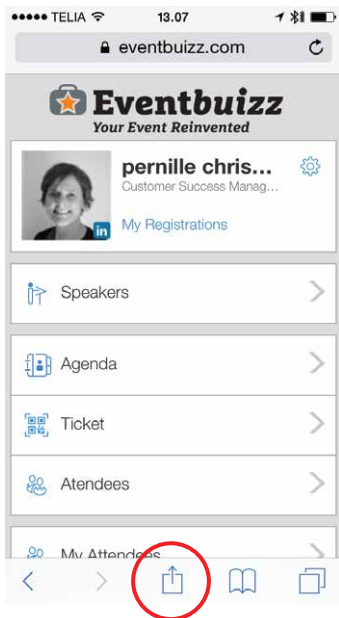 TELIA 13.07
eventbuizz.com
Eventbuizz
Your Event Reinvented
pernille chris...
Customer Success Manag...
in
My Registrations
Speakers
Agenda
Ticket
Atendees
My Attendees